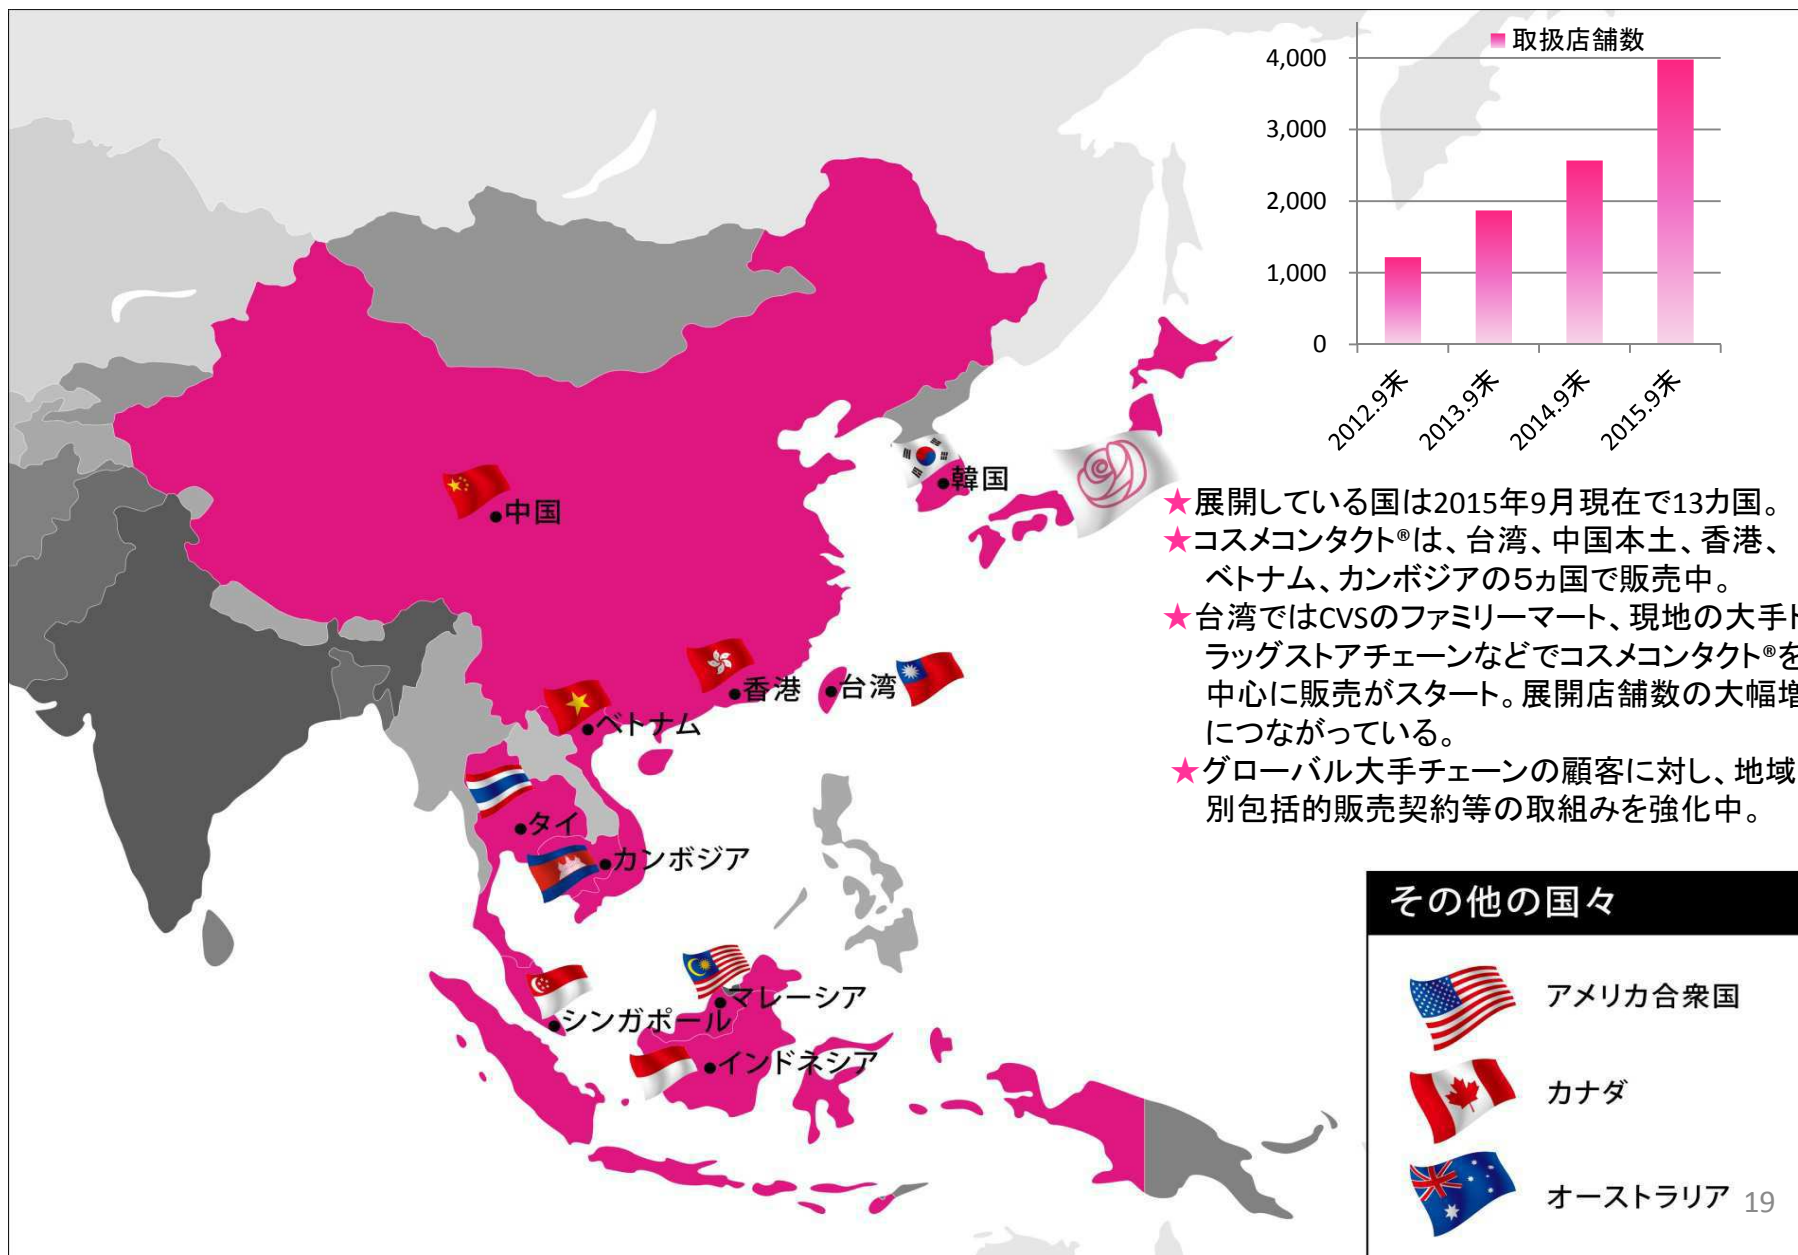 取扱店舗数
4,000
3,000
2,000
1,000
0
2012.9末
2013.9末
2014.9末
2015.9末
★展開している国は2015年9月現在で13カ国。
★コスメコンタクト®は、台湾、中国本土、香港、
ベトナム、カンボジアの５ヵ国で販売中。
★台湾ではCVSのファミリーマート、現地の大手ド
ラッグストアチェーンなどでコスメコンタクト®を
中心に販売がスタート。展開店舗数の大幅増
につながっている。
★グローバル大手チェーンの顧客に対し、地域
別包括的販売契約等の取組みを強化中。
韓国
中国
香港
台湾
ベトナム
タイ
カンボジア
マレーシア
シンガポール
インドネシア
その他の国々
アメリカ合衆国
カナダ
オーストラリア
19